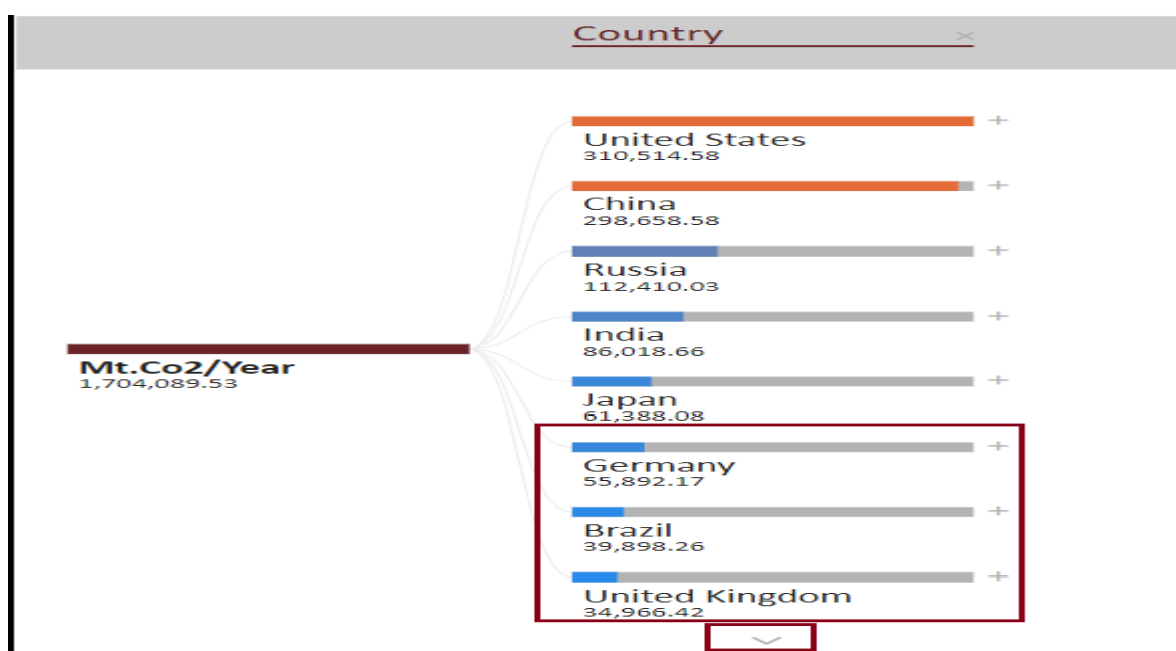 Country
United States
310,514.58
China
298,658.58
Russia
112,410.03
India
86,018.66
Mt.Co2/Year
1,704,089.53
Japan
61,388.08
Germany
55,892.17
Brazil
39,898.26
United Kingdom
34,966.42